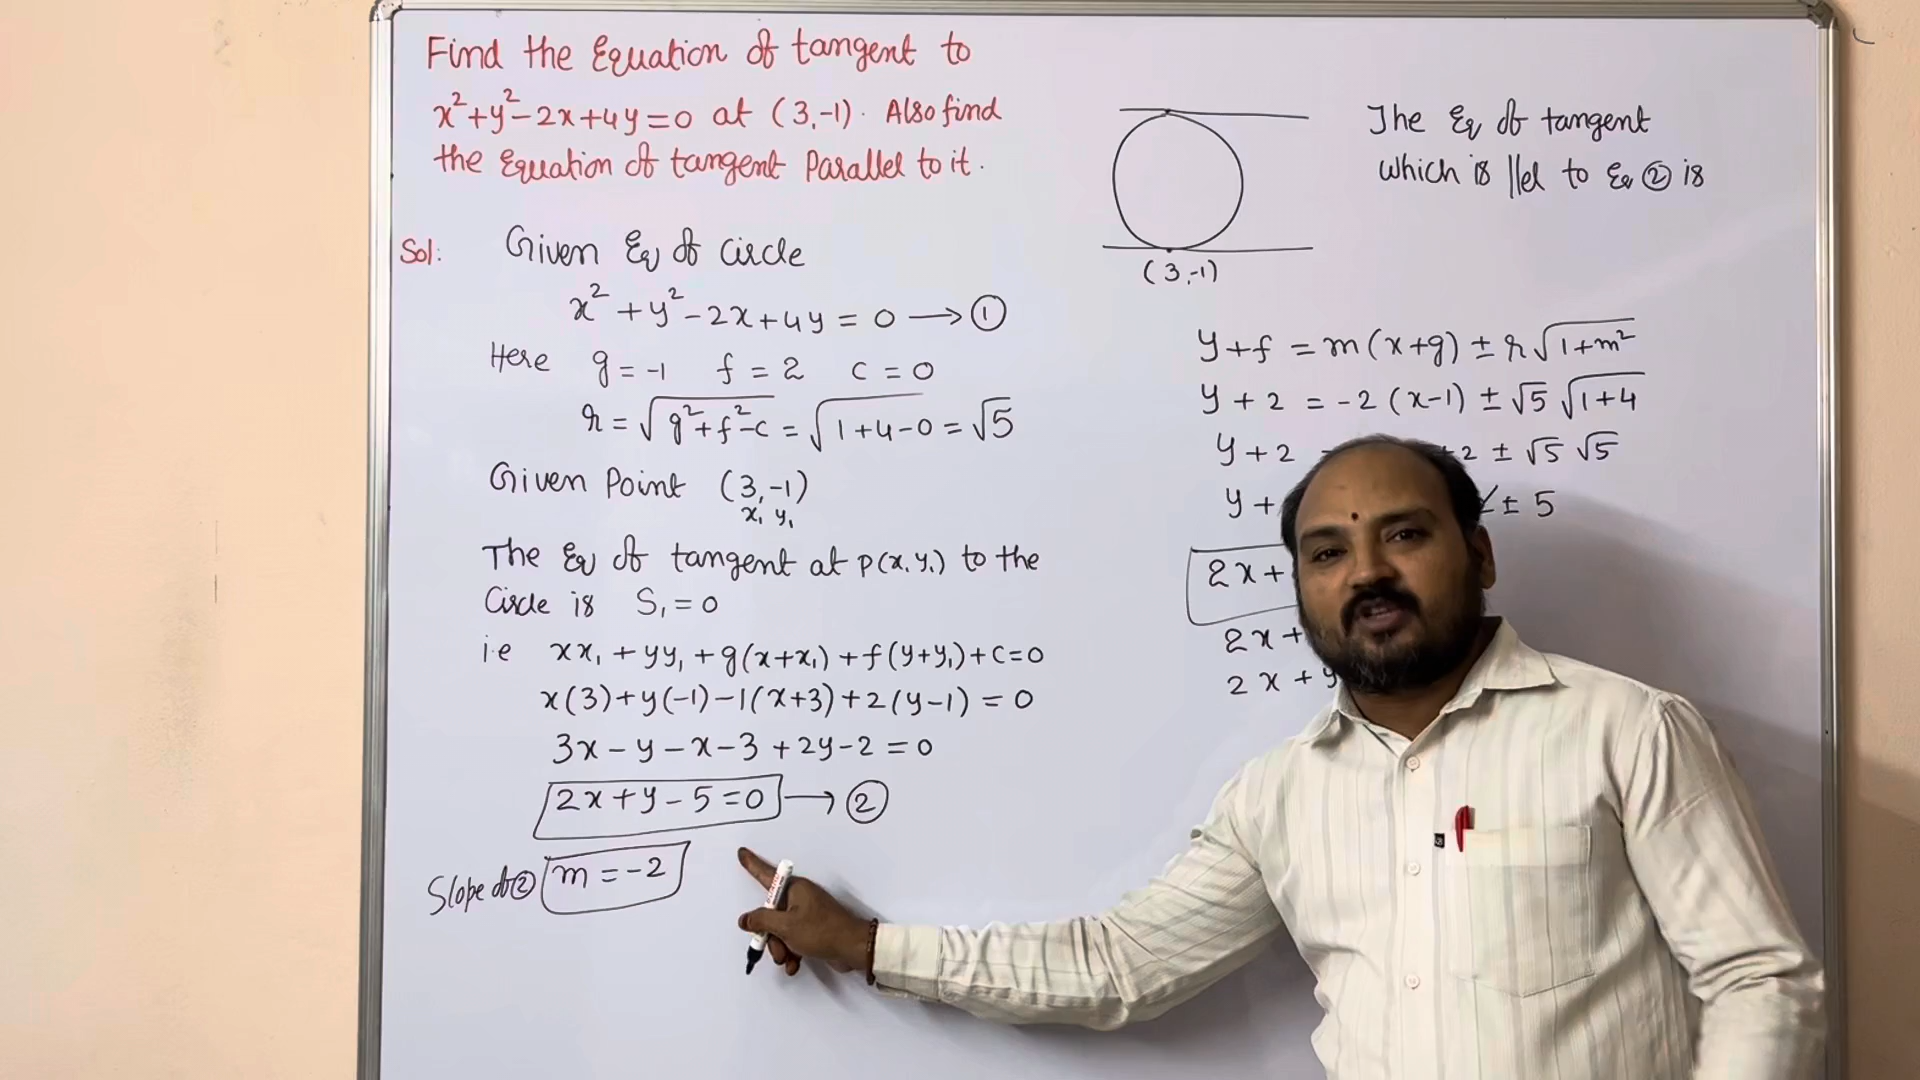 Find the Equation of tangent to
x²+y²-2x+4y=0 at (3,-1). Also find
the Equation of tangent Parallel to it.
Sol: Given Eq of Circle
x²+y²-2x+4y=0 → ①
Here g=-1 f=2 c=0
r=√g²+f²-c=√1+4-0=√5
Given Point (3,-1)
x₁ y₁
The Eq of tangent at P(x₁y₁) to the
Circle is S₁=0
i.e xx₁+yy₁+g(x+x₁)+f(y+y₁)+c=0
x(3)+y(-1)-1(x+3)+2(y-1)=0
3x-y-x-3+2y-2=0
2x+y-5=0 → ②
Slope of ② m=-2
(3,-1)
The Eq of tangent
which is ||el to Eq ② is
y+f=m(x+g)±r√1+m²
y+2=-2(x-1)±√5√1+4
y+2 +2±√5√5
y+ ±5
2x+
2x+
2x+y